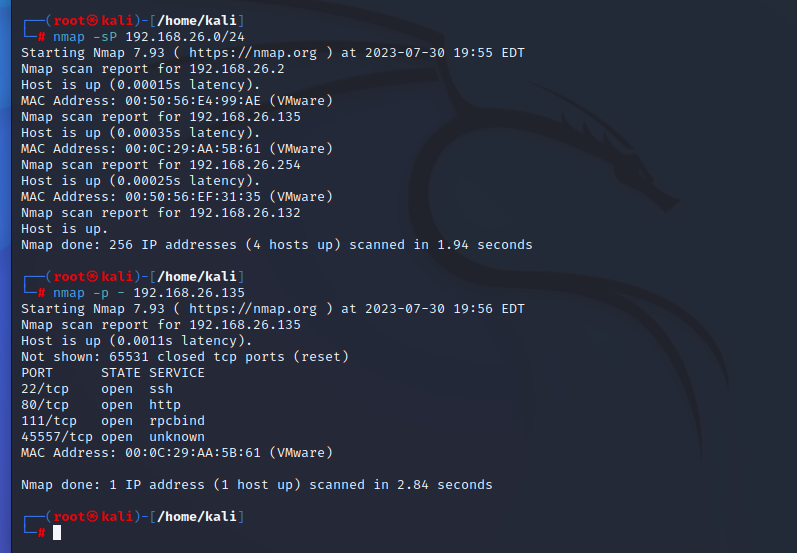 ┌──(root㉿kali)-[/home/kali]
└─# nmap -sP 192.168.26.0/24
Starting Nmap 7.93 ( https://nmap.org ) at 2023-07-30 19:55 EDT
Nmap scan report for 192.168.26.2
Host is up (0.00015s latency).
MAC Address: 00:50:56:E4:99:AE (VMware)
Nmap scan report for 192.168.26.135
Host is up (0.00035s latency).
MAC Address: 00:0C:29:AA:5B:61 (VMware)
Nmap scan report for 192.168.26.254
Host is up (0.00025s latency).
MAC Address: 00:50:56:EF:31:35 (VMware)
Nmap scan report for 192.168.26.132
Host is up.
Nmap done: 256 IP addresses (4 hosts up) scanned in 1.94 seconds
┌──(root㉿kali)-[/home/kali]
└─# nmap -p - 192.168.26.135
Starting Nmap 7.93 ( https://nmap.org ) at 2023-07-30 19:56 EDT
Nmap scan report for 192.168.26.135
Host is up (0.0011s latency).
Not shown: 65531 closed tcp ports (reset)
PORT      STATE SERVICE
22/tcp    open  ssh
80/tcp    open  http
111/tcp   open  rpcbind
45557/tcp open  unknown
MAC Address: 00:0C:29:AA:5B:61 (VMware)
Nmap done: 1 IP address (1 host up) scanned in 2.84 seconds
┌──(root㉿kali)-[/home/kali]
└─#